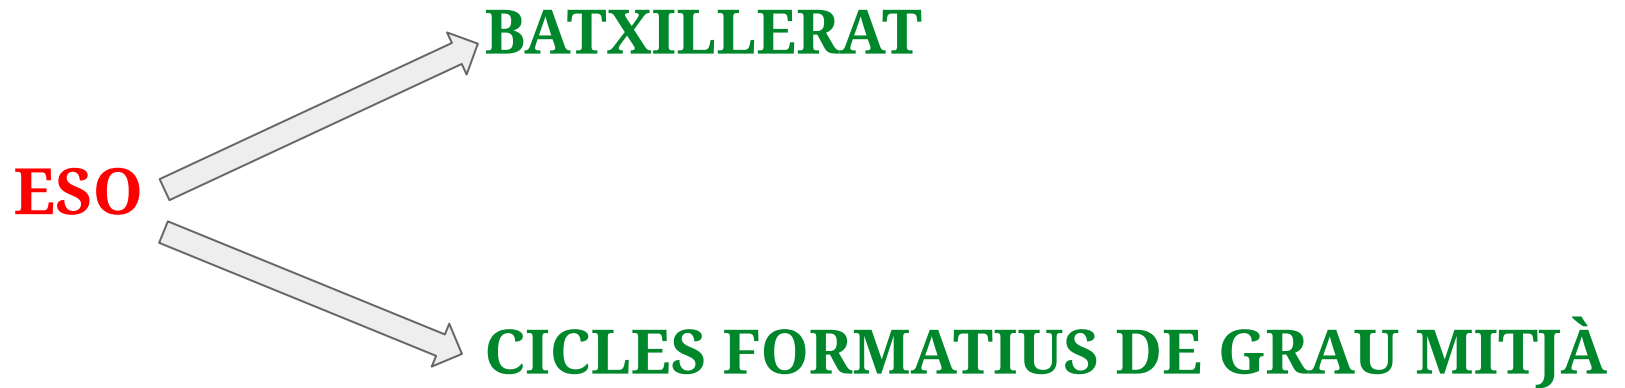 BATXILLERAT
ESO
CICLES FORMATIUS DE GRAU MITJÀ